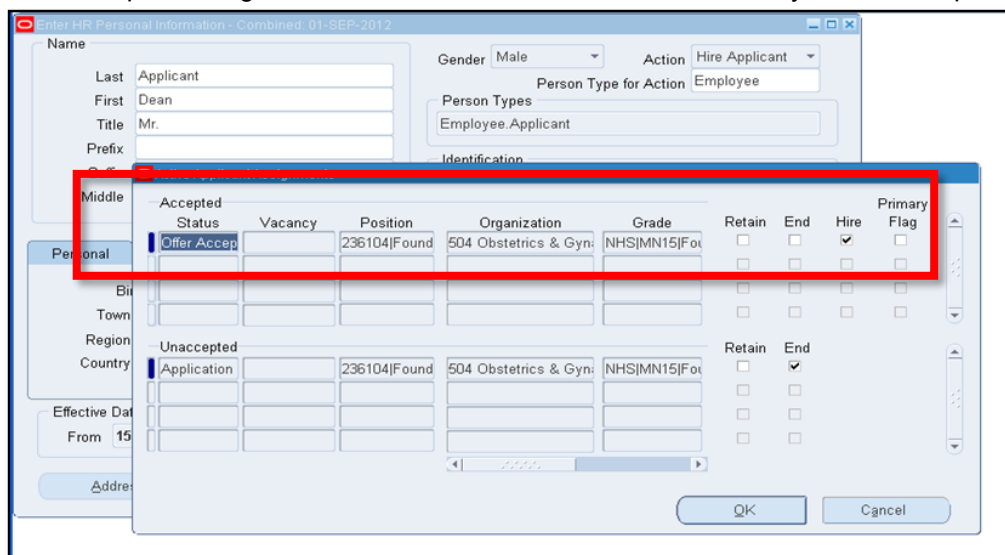 Enter HR Personal Information - Combined: 01-SEP-2012
Name
Last Applicant
First Dean
Title Mr.
Prefix
Middle
Gender Male
Action Hire Applicant
Person Type for Action Employee
Person Types
Employee.Applicant
Identification
Accepted
Status Vacancy Position Organization Grade Retain End Hire Primary Flag
Offer Accep 236104|Found 504 Obstetrics & Gyn NHS|MN15|Fou
Unaccepted Retain End
Application 236104|Found 504 Obstetrics & Gyn NHS|MN15|Fou
Personal
Bi
Town
Region
Country
Effective Dat
From 15
Addre
OK
Cancel